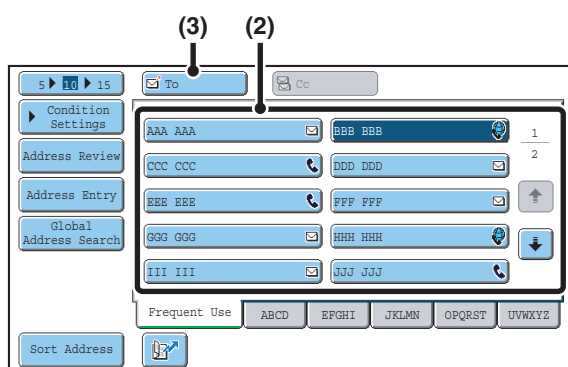 (3) (2)
5 10 15
To
Cc
Condition
Settings
Address Review
Address Entry
Global
Address Search
AAA AAA
BBB BBB
CCC CCC
DDD DDD
EEE EEE
FFF FFF
GGG GGG
HHH HHH
III III
JJJ JJJ
1
2
Frequent Use ABCD EFGHI JKLMN OPQRST UVWXYZ
Sort Address